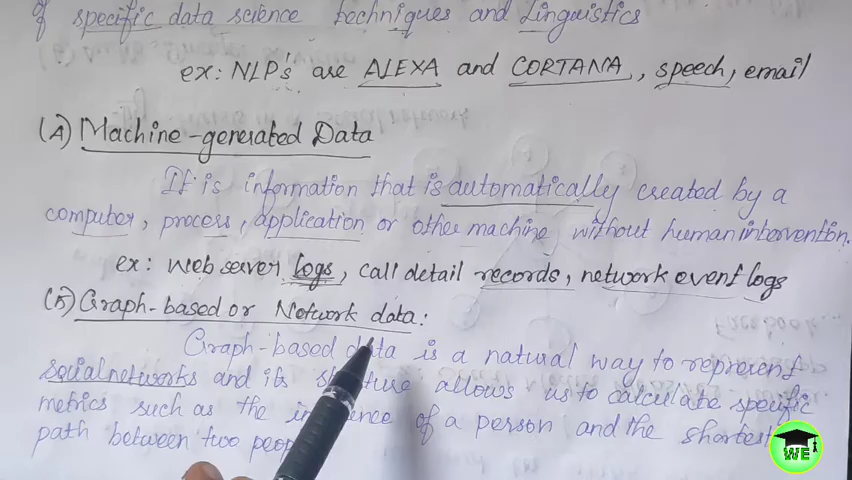 of specific data science techniques and Linguistics
ex: NLP's are ALEXA and CORTANA, speech, email
(4) Machine-generated Data
It is information that is automatically created by a
computer, process, application or other machine without human intervention.
ex: web server logs, call detail records, network event logs
(5) Graph-based or Network data:
Graph-based data is a natural way to represent
social networks and its allows us to calculate specific
metrics such as the of a person and the shortest
path between two
WE